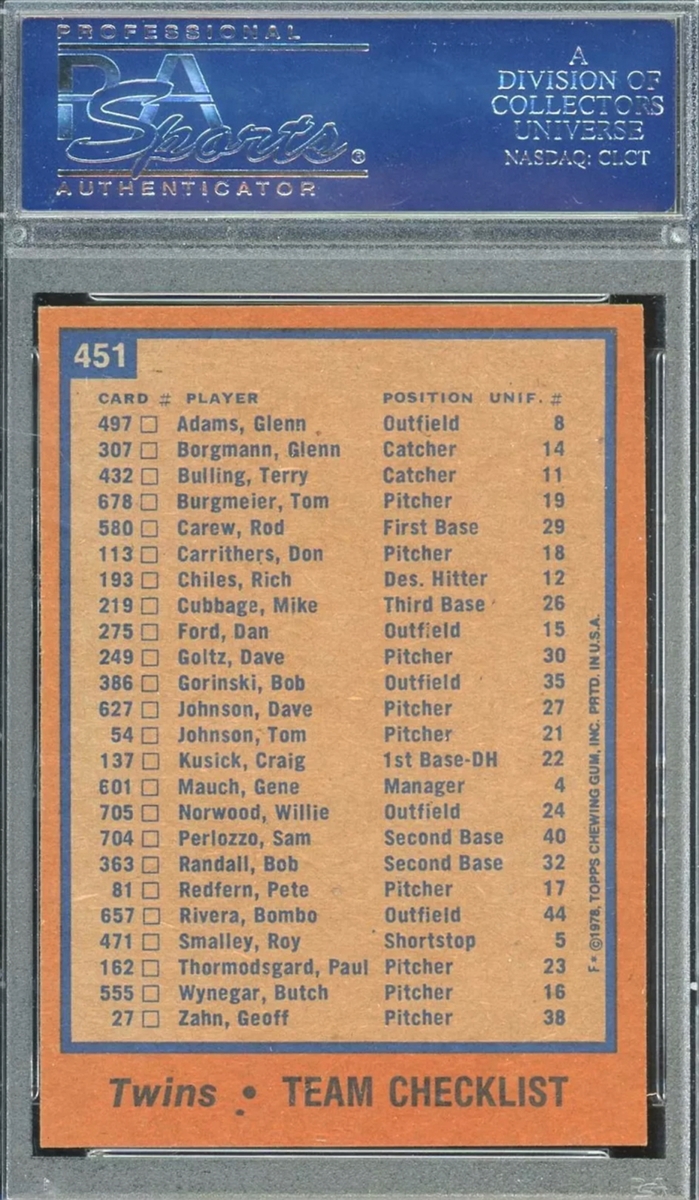 PROFESSIONAL
PSA
Sports®
AUTHENTICATOR
A
DIVISION OF
COLLECTORS
UNIVERSE
NASDAQ: CLCT
451
CARD # PLAYER POSITION UNIF. #
497 □ Adams, Glenn Outfield 8
307 □ Borgmann, Glenn Catcher 14
432 □ Bulling, Terry Catcher 11
678 □ Burgmeier, Tom Pitcher 19
580 □ Carew, Rod First Base 29
113 □ Carrithers, Don Pitcher 18
193 □ Chiles, Rich Des. Hitter 12
219 □ Cubbage, Mike Third Base 26
275 □ Ford, Dan Outfield 15
249 □ Goltz, Dave Pitcher 30
386 □ Gorinski, Bob Outfield 35
627 □ Johnson, Dave Pitcher 27
54 □ Johnson, Tom Pitcher 21
137 □ Kusick, Craig 1st Base-DH 22
601 □ Mauch, Gene Manager 4
705 □ Norwood, Willie Outfield 24
704 □ Perlozzo, Sam Second Base 40
363 □ Randall, Bob Second Base 32
81 □ Redfern, Pete Pitcher 17
657 □ Rivera, Bombo Outfield 44
471 □ Smalley, Roy Shortstop 5
162 □ Thormodsgard, Paul Pitcher 23
555 □ Wynegar, Butch Pitcher 16
27 □ Zahn, Geoff Pitcher 38
F* ©1978, TOPPS CHEWING GUM, INC. PRTD. IN U.S.A.
Twins • TEAM CHECKLIST